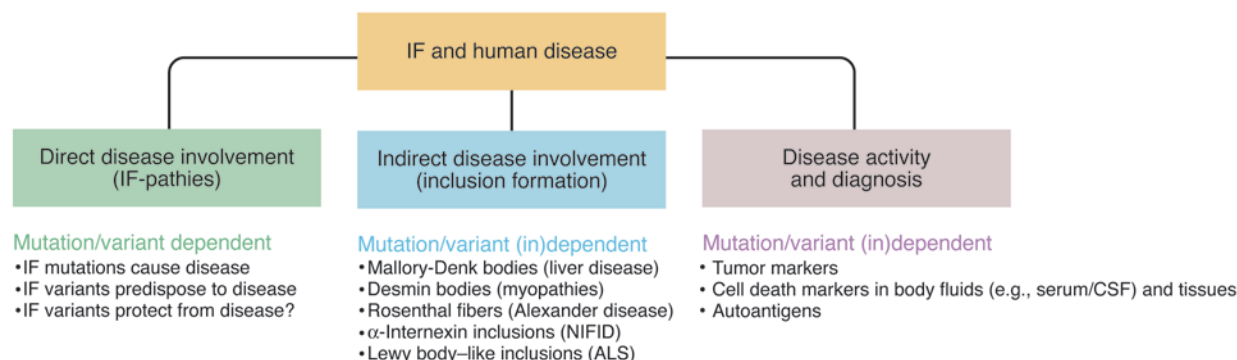 IF and human disease
Direct disease involvement
(IF-pathies)
Indirect disease involvement
(inclusion formation)
Disease activity
and diagnosis
Mutation/variant dependent
•IF mutations cause disease
•IF variants predispose to disease
•IF variants protect from disease?
Mutation/variant (in)dependent
•Mallory-Denk bodies (liver disease)
•Desmin bodies (myopathies)
•Rosenthal fibers (Alexander disease)
•α-Internexin inclusions (NIFID)
•Lewy body–like inclusions (ALS)
Mutation/variant (in)dependent
• Tumor markers
• Cell death markers in body fluids (e.g., serum/CSF) and tissues
• Autoantigens